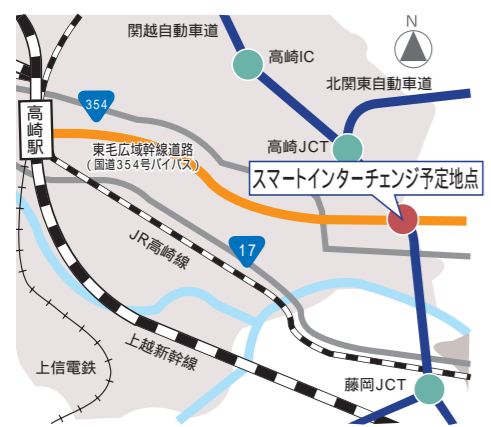 関越自動車道
N
高崎IC
北関東自動車道
354
高崎駅
東毛広域幹線道路
(国道354号バイパス)
高崎JCT
スマートインターチェンジ予定地点
JR高崎線
17
上越新幹線
上信電鉄
藤岡JCT